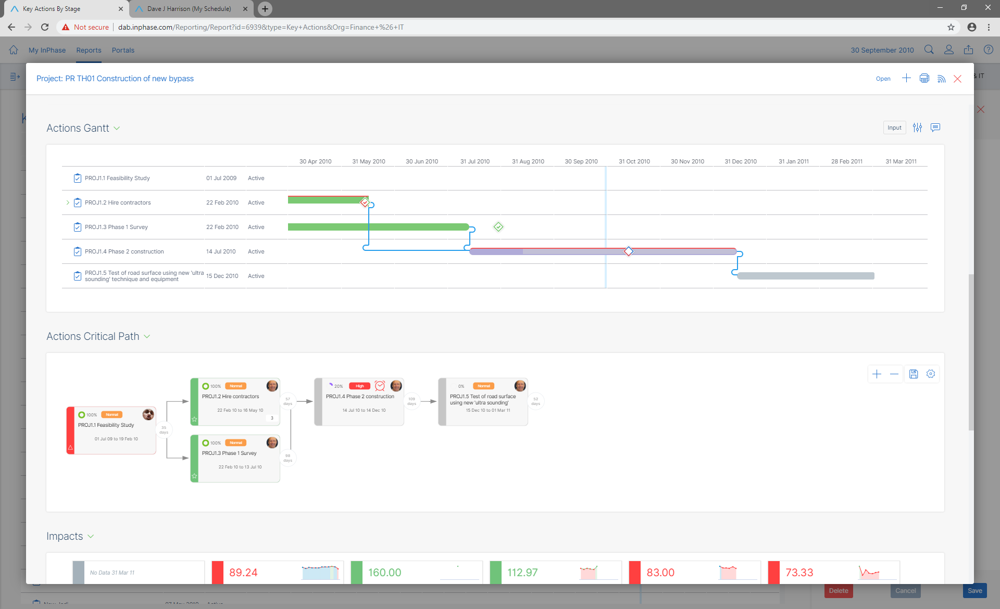 Key Actions By Stage
Dave J Harrison (My Schedule)
Not secure
dab.inphase.com/Reporting/Report?id=6939&type=Key+Actions&Org=Finance+%26+IT
My InPhase
Reports
Portals
30 September 2010
& IT
Project: PR TH01 Construction of new bypass
Open
Actions Gantt
Input
30 Apr 2010
31 May 2010
30 Jun 2010
31 Jul 2010
31 Aug 2010
30 Sep 2010
31 Oct 2010
30 Nov 2010
31 Dec 2010
31 Jan 2011
28 Feb 2011
31 Mar 2011
PROJ1.1 Feasibility Study
01 Jul 2009
Active
PROJ1.2 Hire contractors
22 Feb 2010
Active
PROJ1.3 Phase 1 Survey
22 Feb 2010
Active
PROJ1.4 Phase 2 construction
14 Jul 2010
Active
PROJ1.5 Test of road surface using new 'ultra
sounding' technique and equipment
15 Dec 2010
Active
Actions Critical Path
100%
Normal
PROJ1.1 Feasibility Study
01 Jul 09 to 19 Feb 10
35
days
100%
Normal
PROJ1.2 Hire contractors
22 Feb 10 to 16 May 10
3
57
days
100%
Normal
PROJ1.3 Phase 1 Survey
22 Feb 10 to 13 Jul 10
98
days
20%
High
PROJ1.4 Phase 2 construction
14 Jul 10 to 14 Dec 10
109
days
0%
Normal
PROJ1.5 Test of road surface
using new 'ultra sounding'
15 Dec 10 to 01 Mar 11
52
days
Impacts
No Data 31 Mar 11
89.24
160.00
112.97
83.00
73.33
Delete
Cancel
Save